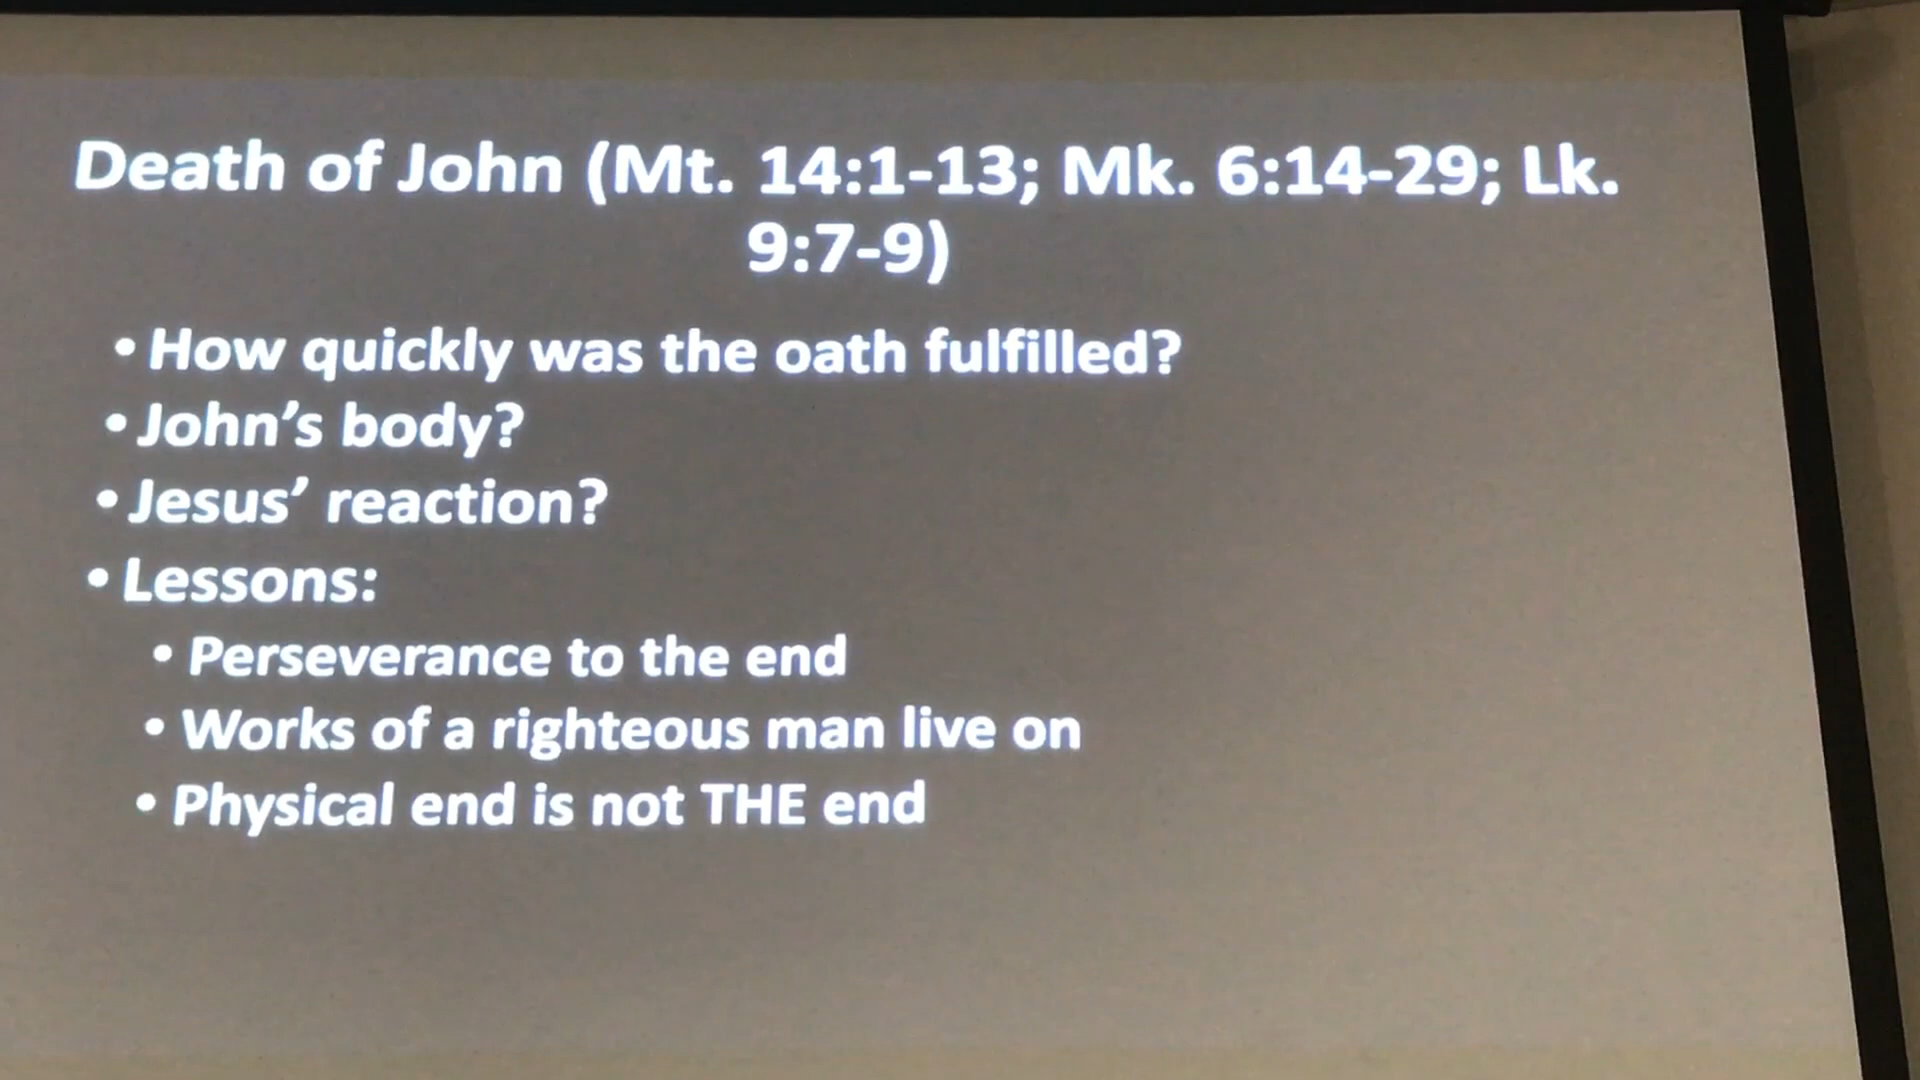 Death of John (Mt. 14:1-13; Mk. 6:14-29; Lk.
9:7-9)
• How quickly was the oath fulfilled?
• John’s body?
• Jesus’ reaction?
• Lessons:
• Perseverance to the end
• Works of a righteous man live on
• Physical end is not THE end